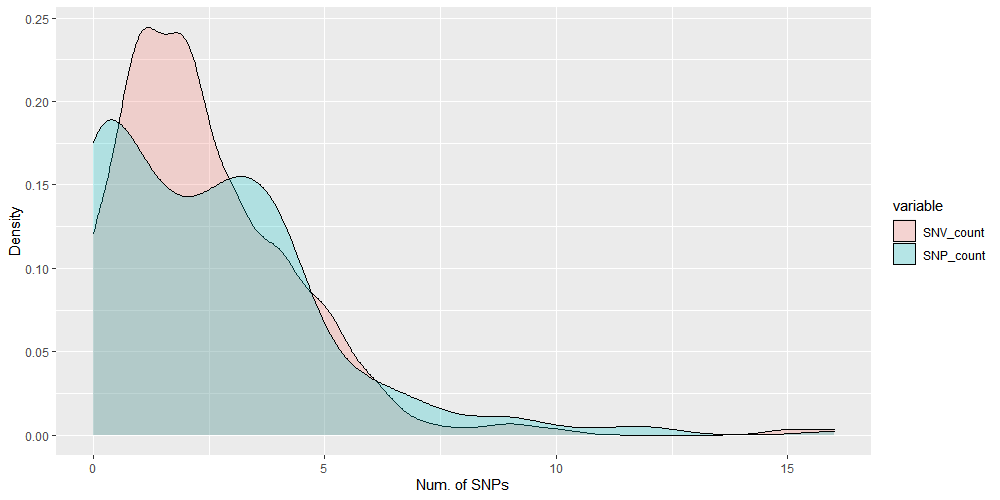 0.25
0.20
0.15
0.10
0.05
0.00
Density
0 5 10 15
Num. of SNPs
variable
SNV_count
SNP_count